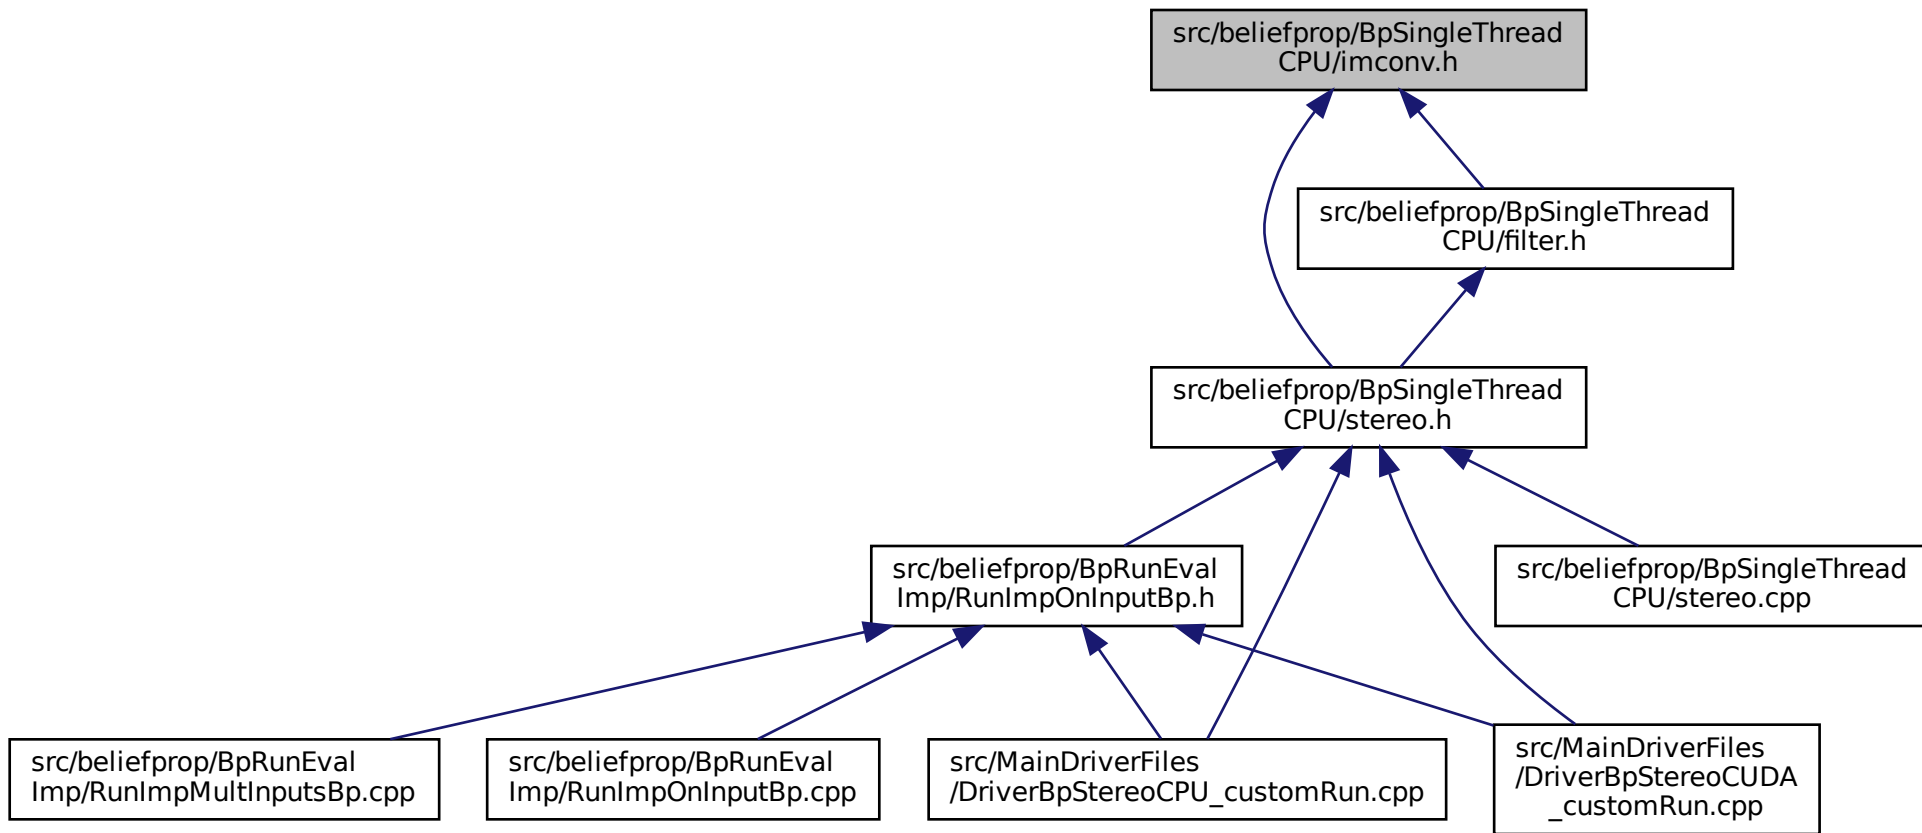 src/beliefprop/BpSingleThread
CPU/imconv.h
src/beliefprop/BpSingleThread
CPU/filter.h
src/beliefprop/BpSingleThread
CPU/stereo.h
src/beliefprop/BpRunEval
Imp/RunImpOnInputBp.h
src/beliefprop/BpSingleThread
CPU/stereo.cpp
src/beliefprop/BpRunEval
Imp/RunImpMultInputsBp.cpp
src/beliefprop/BpRunEval
Imp/RunImpOnInputBp.cpp
src/MainDriverFiles
/DriverBpStereoCPU_customRun.cpp
src/MainDriverFiles
/DriverBpStereoCUDA
_customRun.cpp